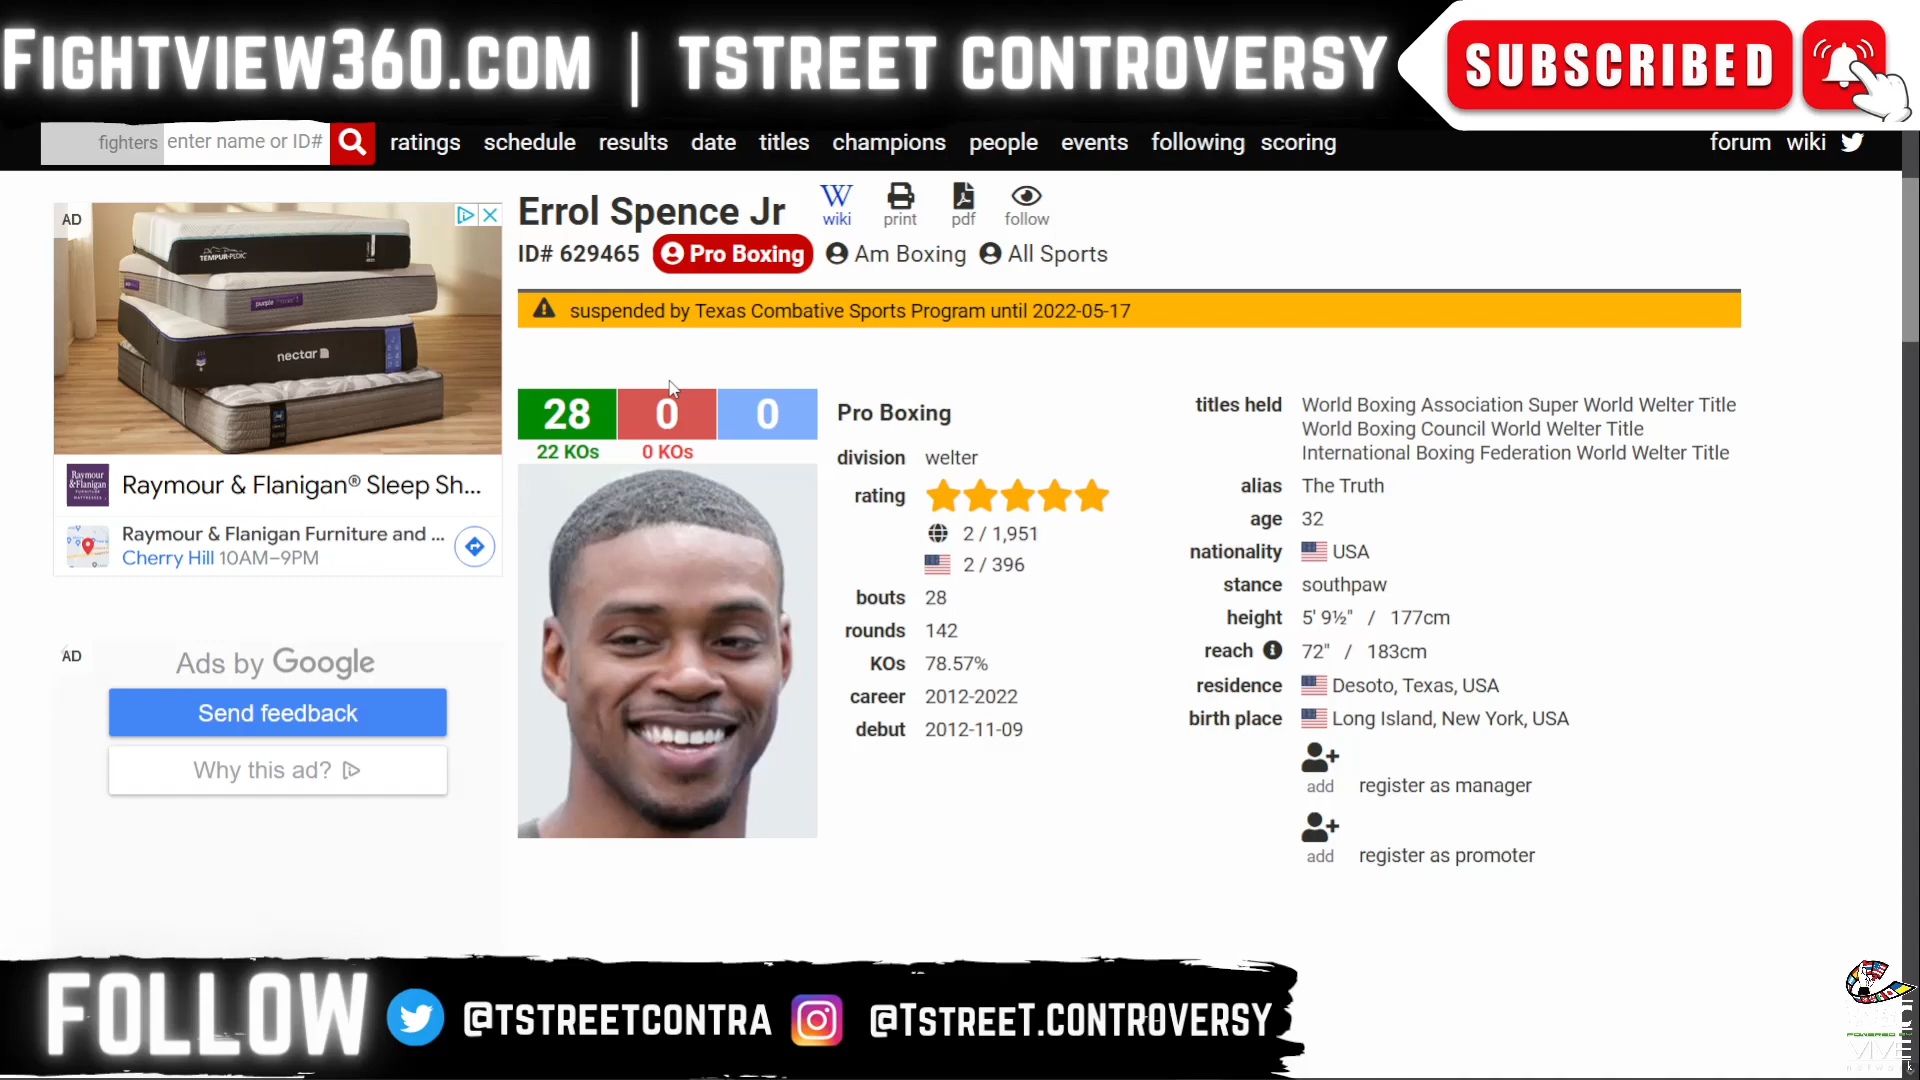 FIGHTVIEW360.COM | TSTREET CONTROVERSY
SUBSCRIBED
fighters enter name or ID# ratings schedule results date titles champions people events following scoring forum wiki
Errol Spence Jr wiki print pdf follow
ID# 629465 Pro Boxing Am Boxing All Sports
suspended by Texas Combative Sports Program until 2022-05-17
AD
TEMPUR-PEDIC
purple
nectar
Raymour & Flanigan
Raymour & Flanigan® Sleep Sh...
Raymour & Flanigan Furniture and ...
Cherry Hill 10AM–9PM
AD
Ads by Google
Send feedback
Why this ad?
28 0 0
22 KOs 0 KOs
Pro Boxing
division welter
rating
2 / 1,951
2 / 396
bouts 28
rounds 142
KOs 78.57%
career 2012-2022
debut 2012-11-09
titles held World Boxing Association Super World Welter Title
World Boxing Council World Welter Title
International Boxing Federation World Welter Title
alias The Truth
age 32
nationality USA
stance southpaw
height 5' 9½" / 177cm
reach 72" / 183cm
residence Desoto, Texas, USA
birth place Long Island, New York, USA
add register as manager
add register as promoter
FOLLOW @TSTREETCONTRA @TSTREET.CONTROVERSY